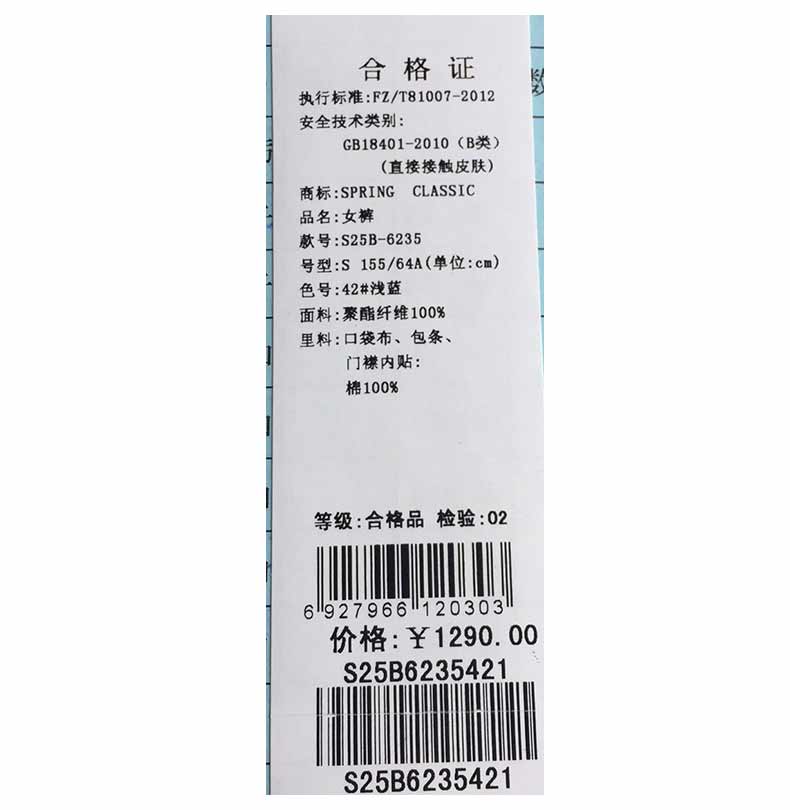 合格证
执行标准:FZ/T81007-2012
安全技术类别:
GB18401-2010（B类）
(直接接触皮肤)
商标:SPRING CLASSIC
品名:女裤
款号:S25B-6235
号型:S 155/64A(单位:cm)
色号:42#浅蓝
面料:聚酯纤维100%
里料:口袋布、包条、
门襟内贴:
棉100%
等级:合格品 检验:02
6 927966 120303
价格:￥1290.00
S25B6235421
S25B6235421